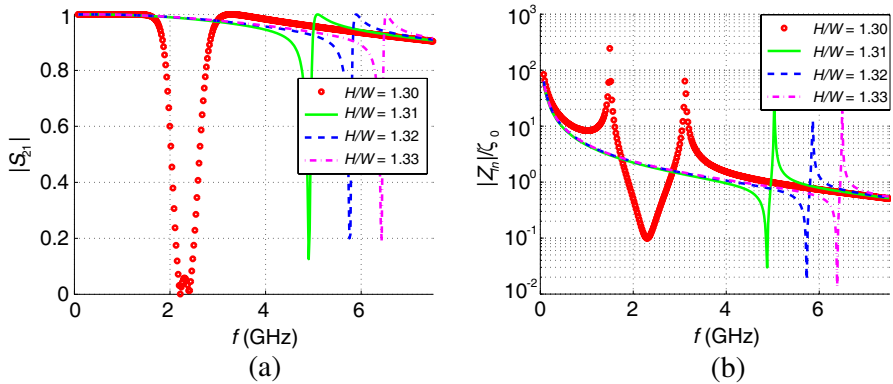 1
0.8
0.6
0.4
0.2
0
|S21|
H/W = 1.30
H/W = 1.31
H/W = 1.32
H/W = 1.33
0 2 4 6
f (GHz)
(a)
10^3
10^2
10^1
10^0
10^-1
10^-2
|Zin|/ζ0
H/W = 1.30
H/W = 1.31
H/W = 1.32
H/W = 1.33
0 2 4 6
f (GHz)
(b)